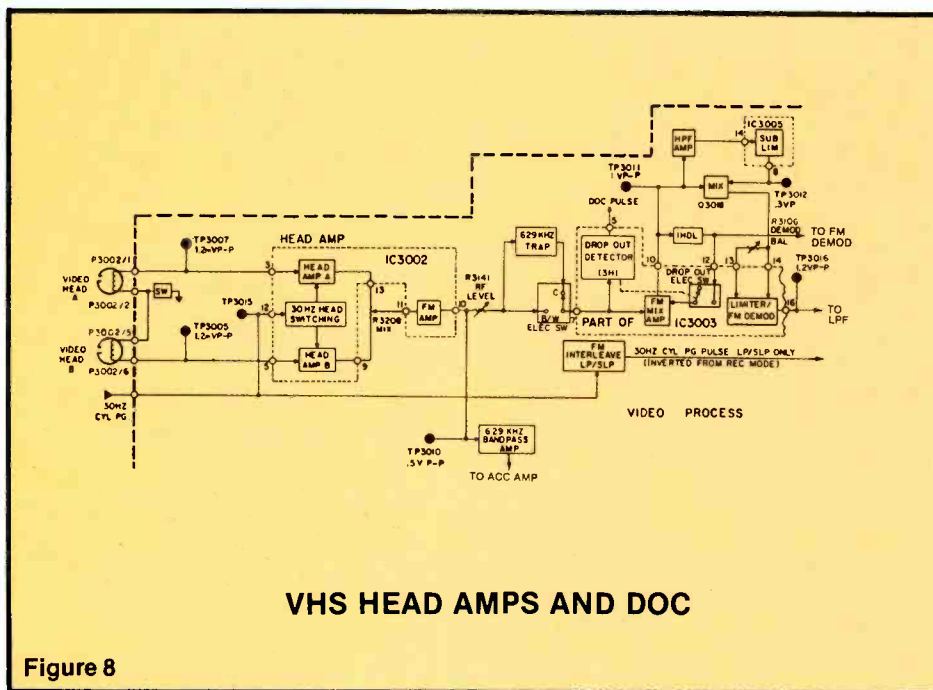 IC3005
14
HPF AMP
SUB LIM
8
TP3011
1 VP-P
MIX
Q3018
TP3012
.3VP
DOC PULSE
5
R3106 DEMOD BAL
1HDL
TO FM DEMOD
629 KHZ TRAP
DROP OUT DETECTOR (3H)
10
12
13
14
TP3016
1.2VP-P
DROP OUT ELEC SW
C
B/W
ELEC SW
FM MIX AMP
LIMITER/ FM DEMOD
16
TO LPF
PART OF IC3003
TP3007
1.2mVP-P
HEAD AMP
IC3002
P3002/1
VIDEO HEAD A
P3002/2
SW
3
HEAD AMP A
13
R3141 RF LEVEL
TP3015
12
30HZ HEAD SWITCHING
R3208 MIX
11
FM AMP
10
P3002/5
TP3005
1.2mVP-P
VIDEO HEAD B
P3002/6
5
HEAD AMP B
9
30HZ CYL PG
FM INTERLEAVE LP/SLP
30HZ CYL PG PULSE LP/SLP ONLY
(INVERTED FROM REC MODE)
VIDEO PROCESS
TP3010
.5V P-P
629 KHZ BANDPASS AMP
TO ACC AMP
VHS HEAD AMPS AND DOC
Figure 8